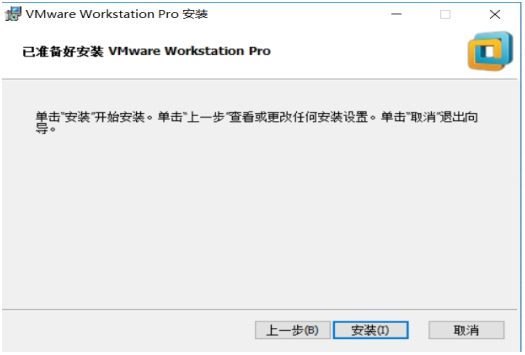 VMware Workstation Pro 安装
已准备好安装 VMware Workstation Pro
单击"安装"开始安装。单击"上一步"查看或更改任何安装设置。单击"取消"退出向
导。
上一步(B) 安装(I) 取消